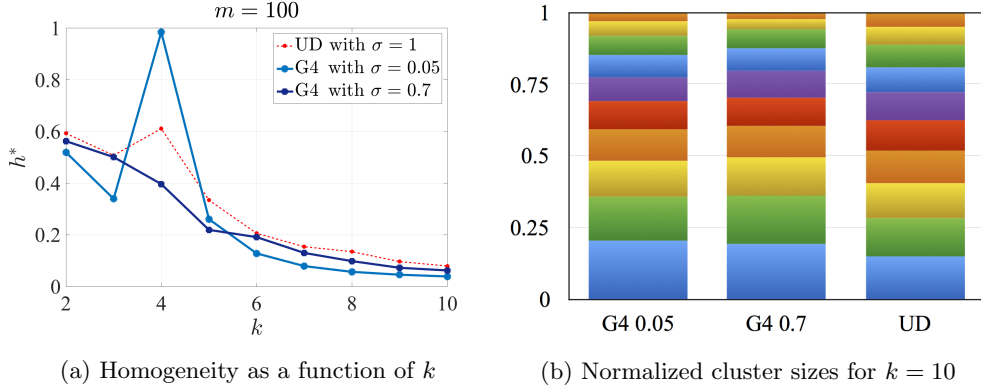 m = 100
UD with σ = 1
G4 with σ = 0.05
G4 with σ = 0.7
1
0.8
0.6
0.4
0.2
0
h*
2
4
6
8
10
k
(a) Homogeneity as a function of k
1
0.75
0.5
0.25
0
G4 0.05
G4 0.7
UD
(b) Normalized cluster sizes for k = 10